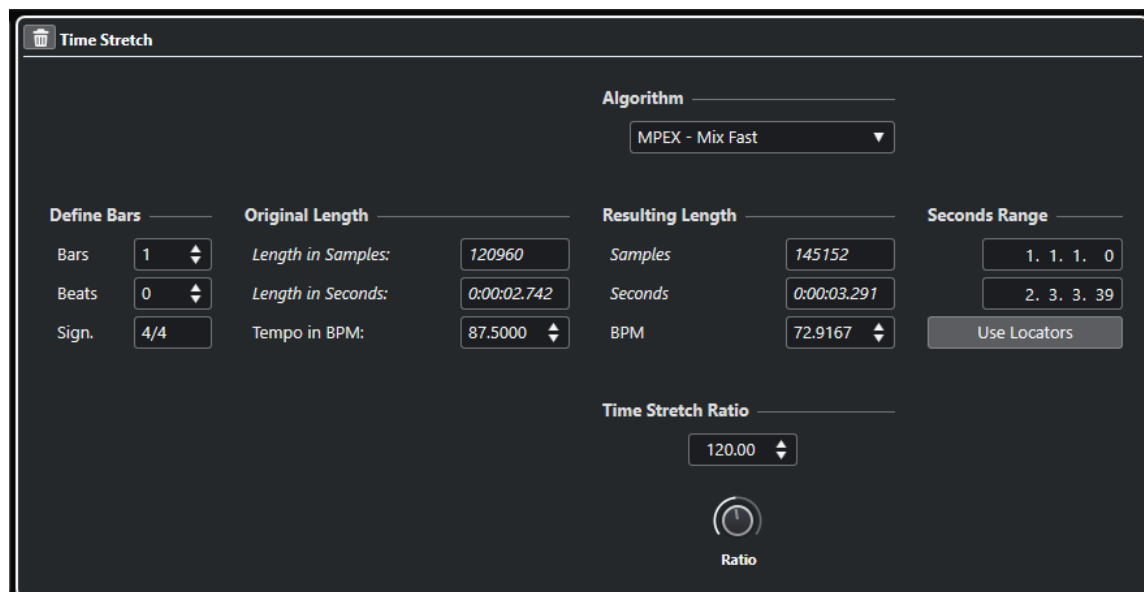 Time Stretch
Algorithm
MPEX - Mix Fast
Define Bars
Bars 1
Beats 0
Sign. 4/4
Original Length
Length in Samples: 120960
Length in Seconds: 0:00:02.742
Tempo in BPM: 87.5000
Resulting Length
Samples 145152
Seconds 0:00:03.291
BPM 72.9167
Seconds Range
1. 1. 1. 0
2. 3. 3. 39
Use Locators
Time Stretch Ratio
120.00
Ratio